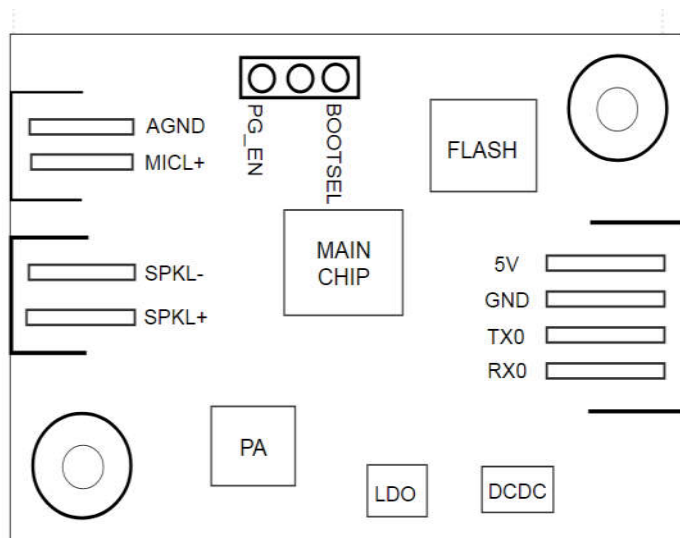 PG_EN
BOOTSEL
AGND
MICL+
FLASH
SPKL-
SPKL+
MAIN
CHIP
5V
GND
TX0
RX0
PA
LDO
DCDC